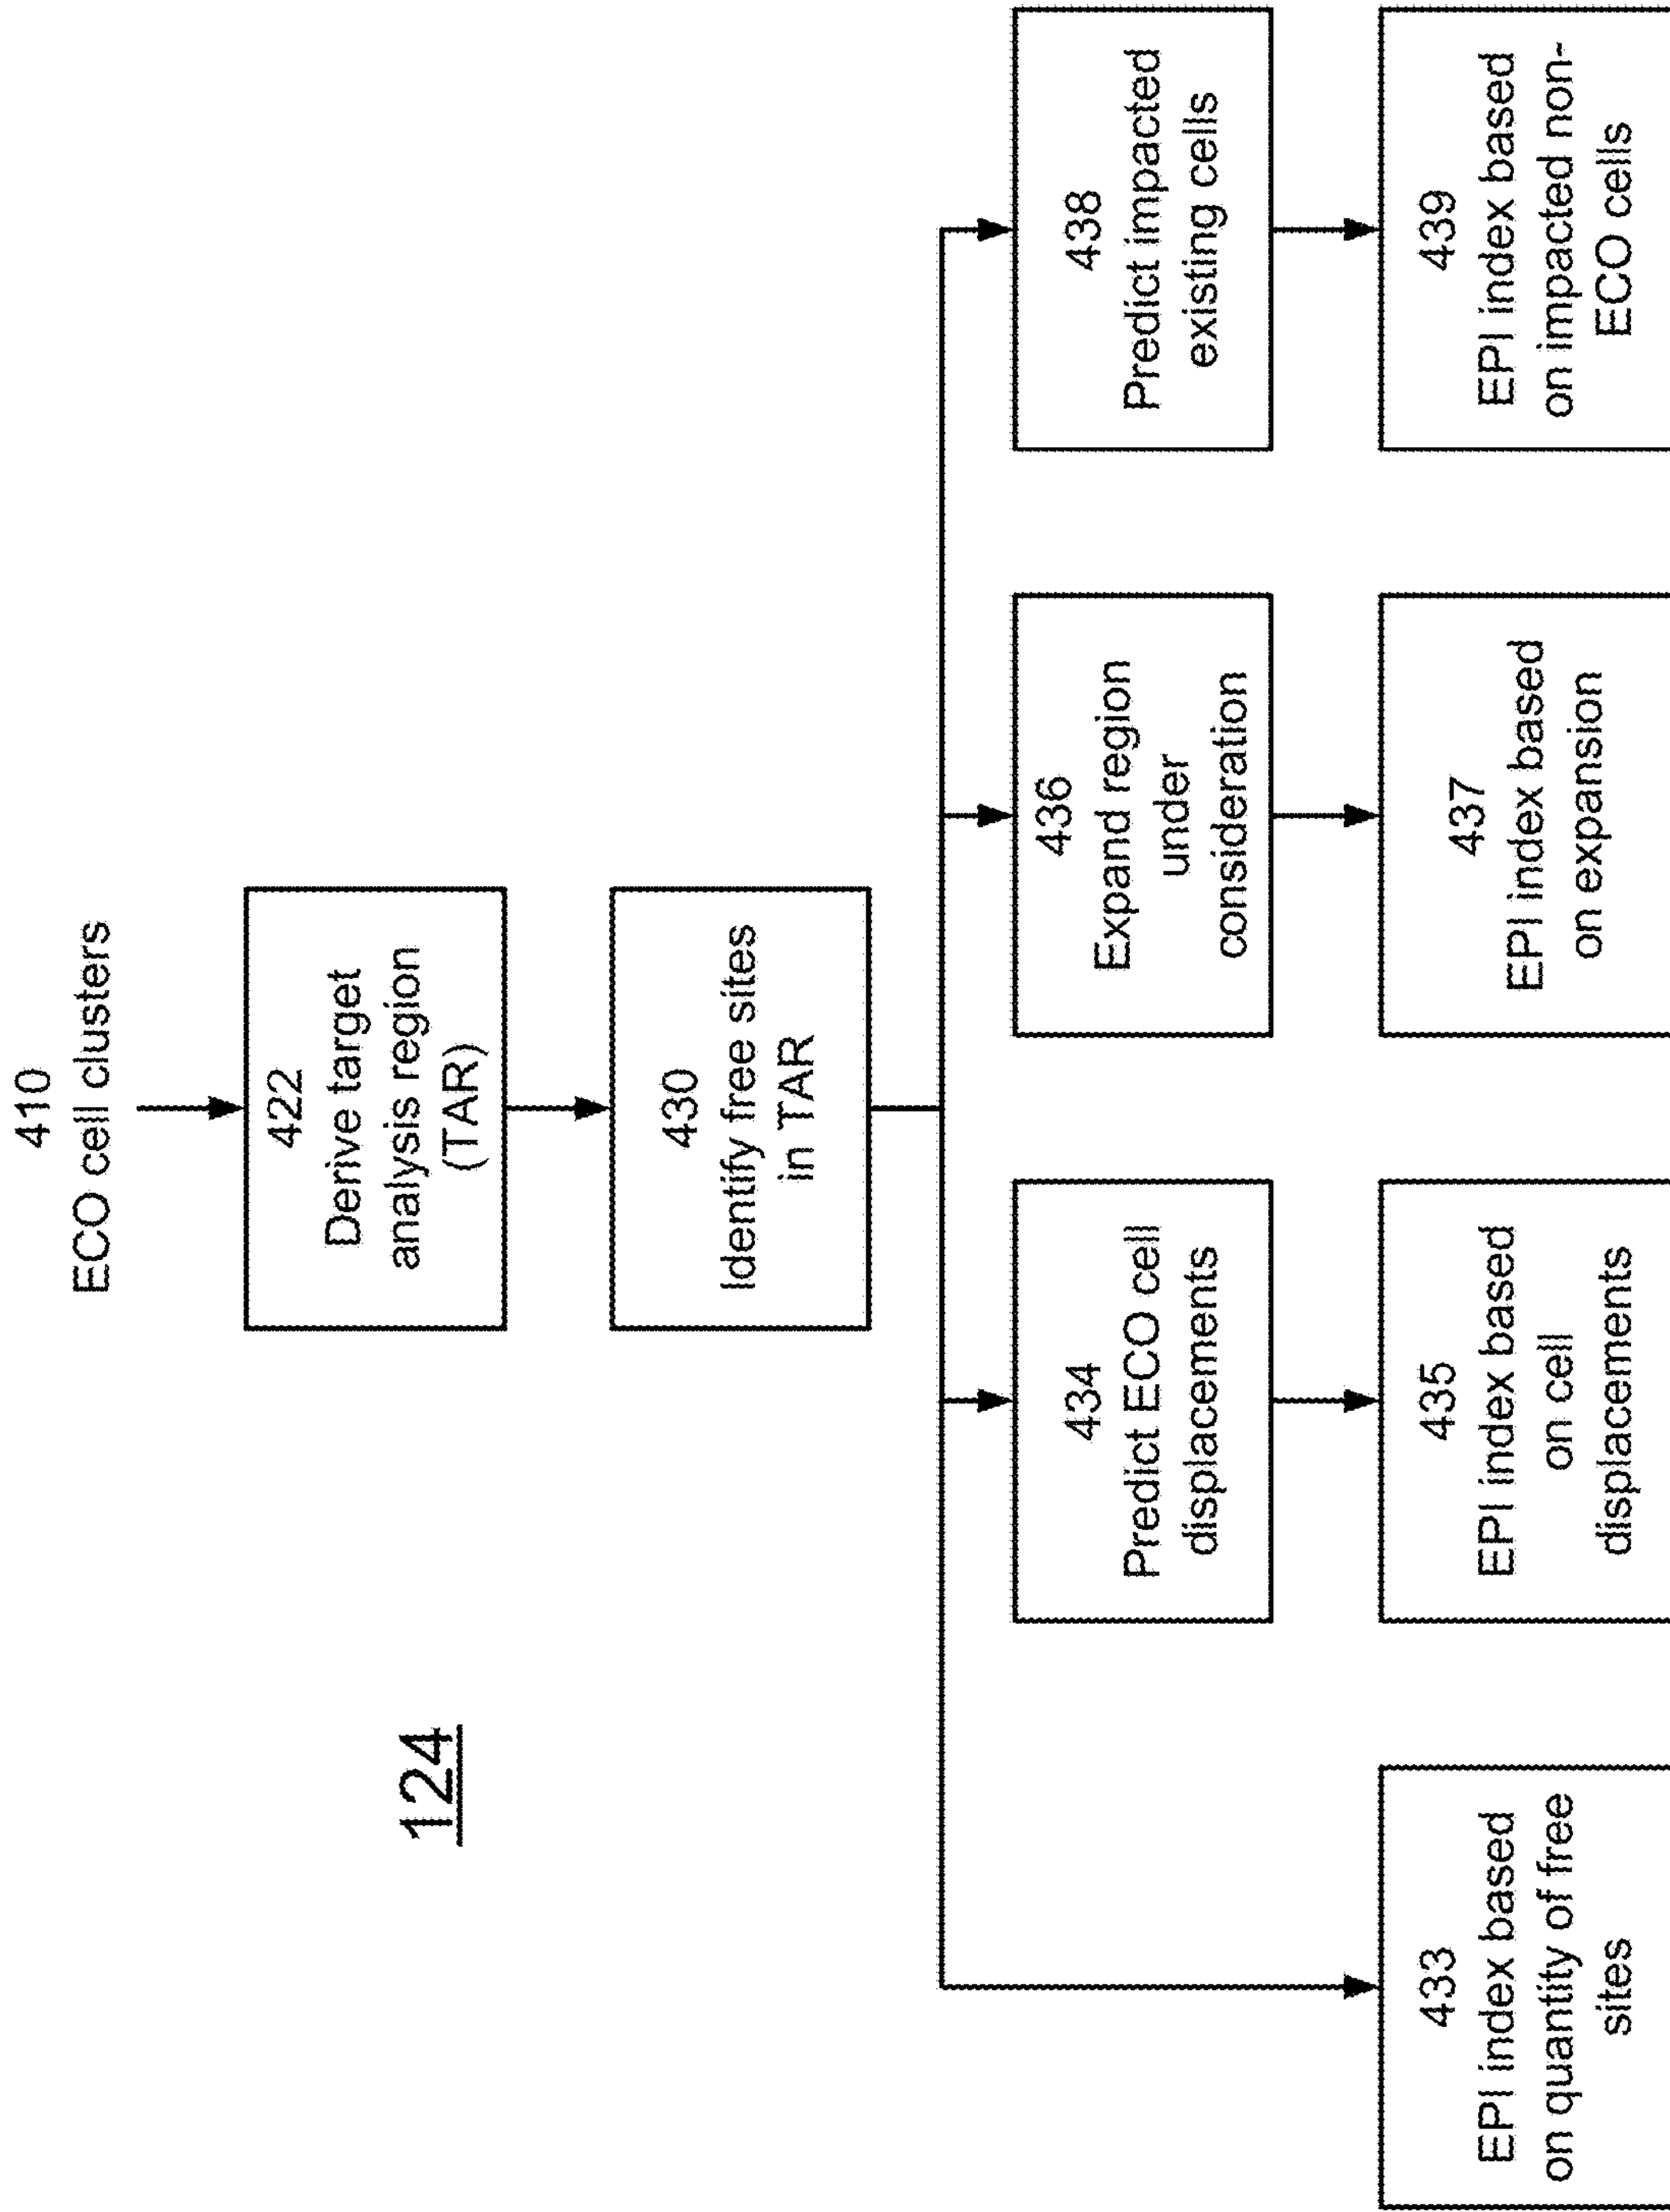 410
ECO cell clusters
422
Derive target
analysis region
(TAR)
124
430
Identify free sites
in TAR
434
Predict ECO cell
displacements
436
Expand region
under
consideration
438
Predict impacted
existing cells
433
EPI index based
on quantity of free
sites
435
EPI index based
on cell
displacements
437
EPI index based
on expansion
439
EPI index based
on impacted non-
ECO cells